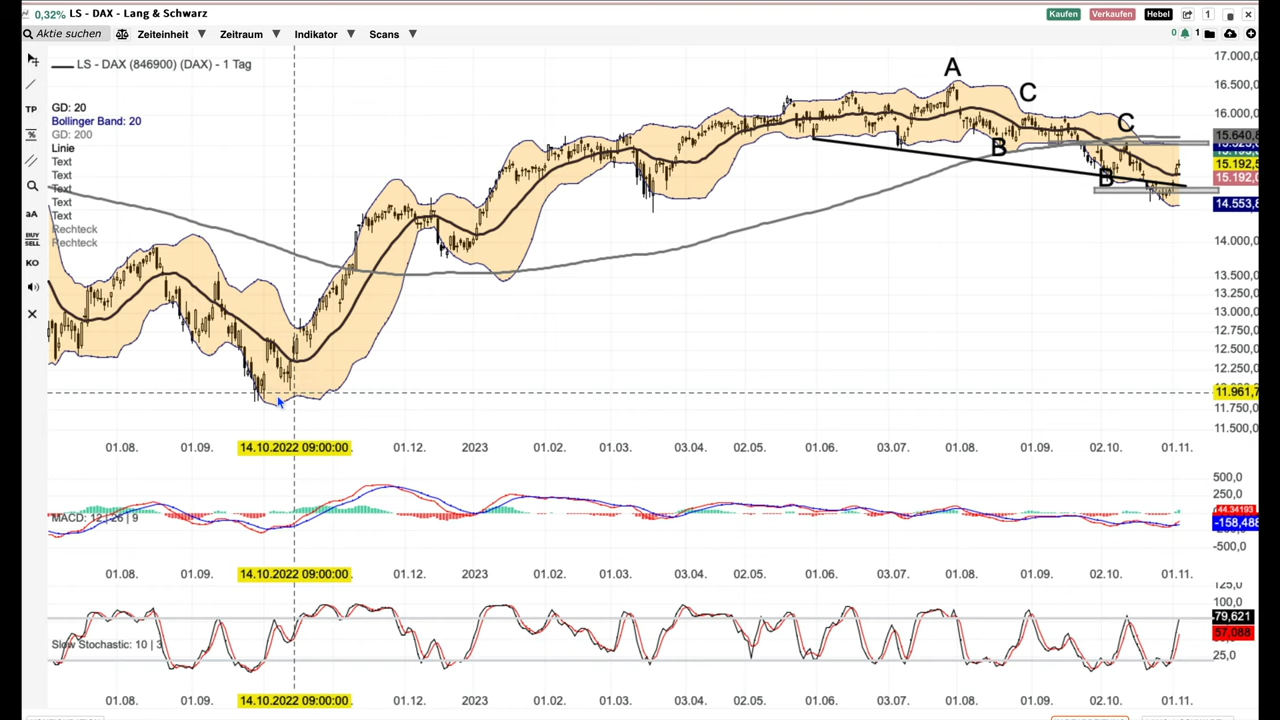 0,32% LS - DAX - Lang & Schwarz Kaufen Verkaufen Hebel 1
Aktie suchen Zeiteinheit Zeitraum Indikator Scans 0 1
LS - DAX (846900) (DAX) - 1 Tag
TP
%
aA
BUY
SELL
KO
GD: 20
Bollinger Band: 20
GD: 200
Linie
Text
Text
Text
Text
Text
Rechteck
Rechteck
A
C
C
B
B
17.000,0
16.500,0
16.000,0
15.640,8
15.192,5
15.192,0
14.553,8
14.000,0
13.500,0
13.250,0
13.000,0
12.750,0
12.500,0
12.250,0
11.961,7
11.750,0
11.500,0
01.08. 01.09. 14.10.2022 09:00:00 01.12. 2023 01.02. 01.03. 03.04. 02.05. 01.06. 03.07. 01.08. 01.09. 02.10. 01.11.
500,0
250,0
44.34193
-158,488
-500,0
MACD: 12 | 26 | 9
01.08. 01.09. 14.10.2022 09:00:00 01.12. 2023 01.02. 01.03. 03.04. 02.05. 01.06. 03.07. 01.08. 01.09. 02.10. 01.11.
125,0
100,0
79,621
57,088
25,0
Slow Stochastic: 10 | 3
01.08. 01.09. 14.10.2022 09:00:00 01.12. 2023 01.02. 01.03. 03.04. 02.05. 01.06. 03.07. 01.08. 01.09. 02.10. 01.11.